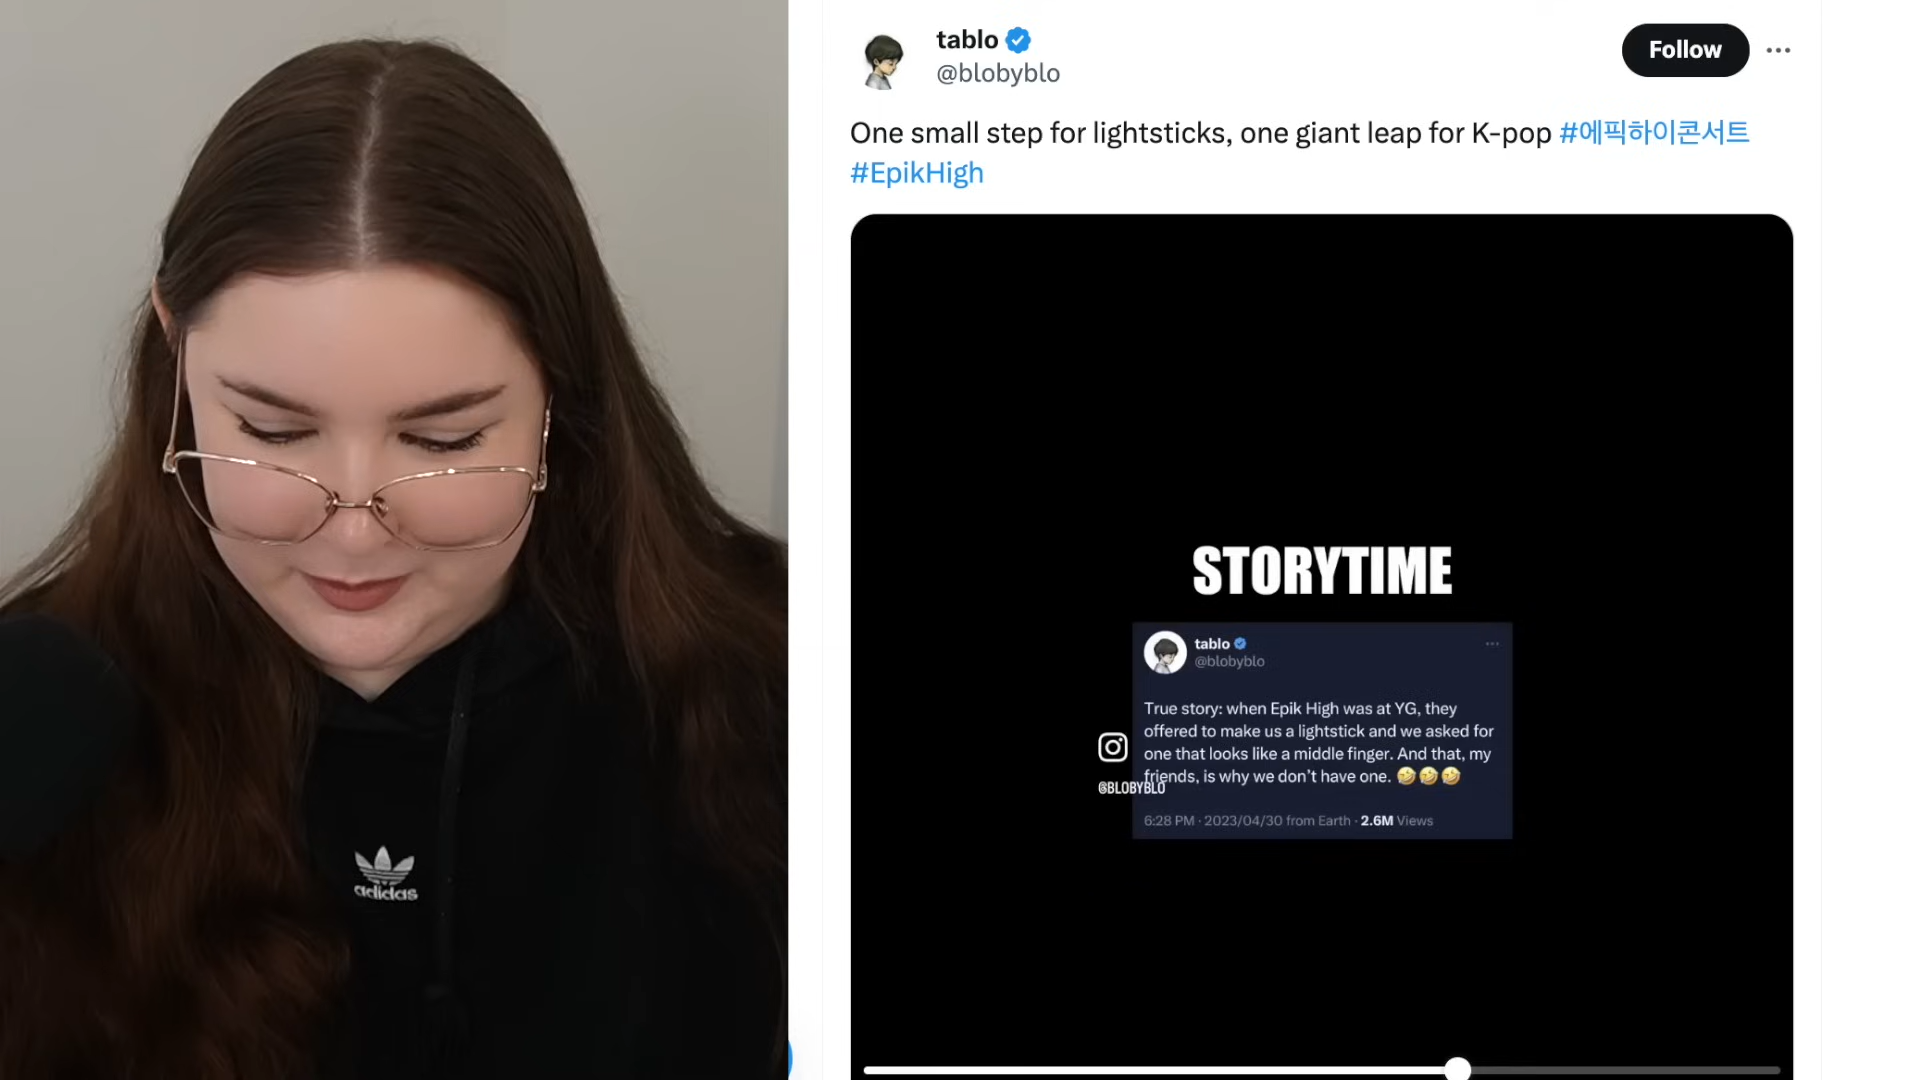 tablo
@blobyblo
Follow
One small step for lightsticks, one giant leap for K-pop #에픽하이콘서트
#EpikHigh
STORYTIME
tablo
@blobyblo
True story: when Epik High was at YG, they
offered to make us a lightstick and we asked for
one that looks like a middle finger. And that, my
friends, is why we don't have one. 🤣🤣🤣
@BLOBYBLO
6:28 PM · 2023/04/30 from Earth · 2.6M Views
adidas